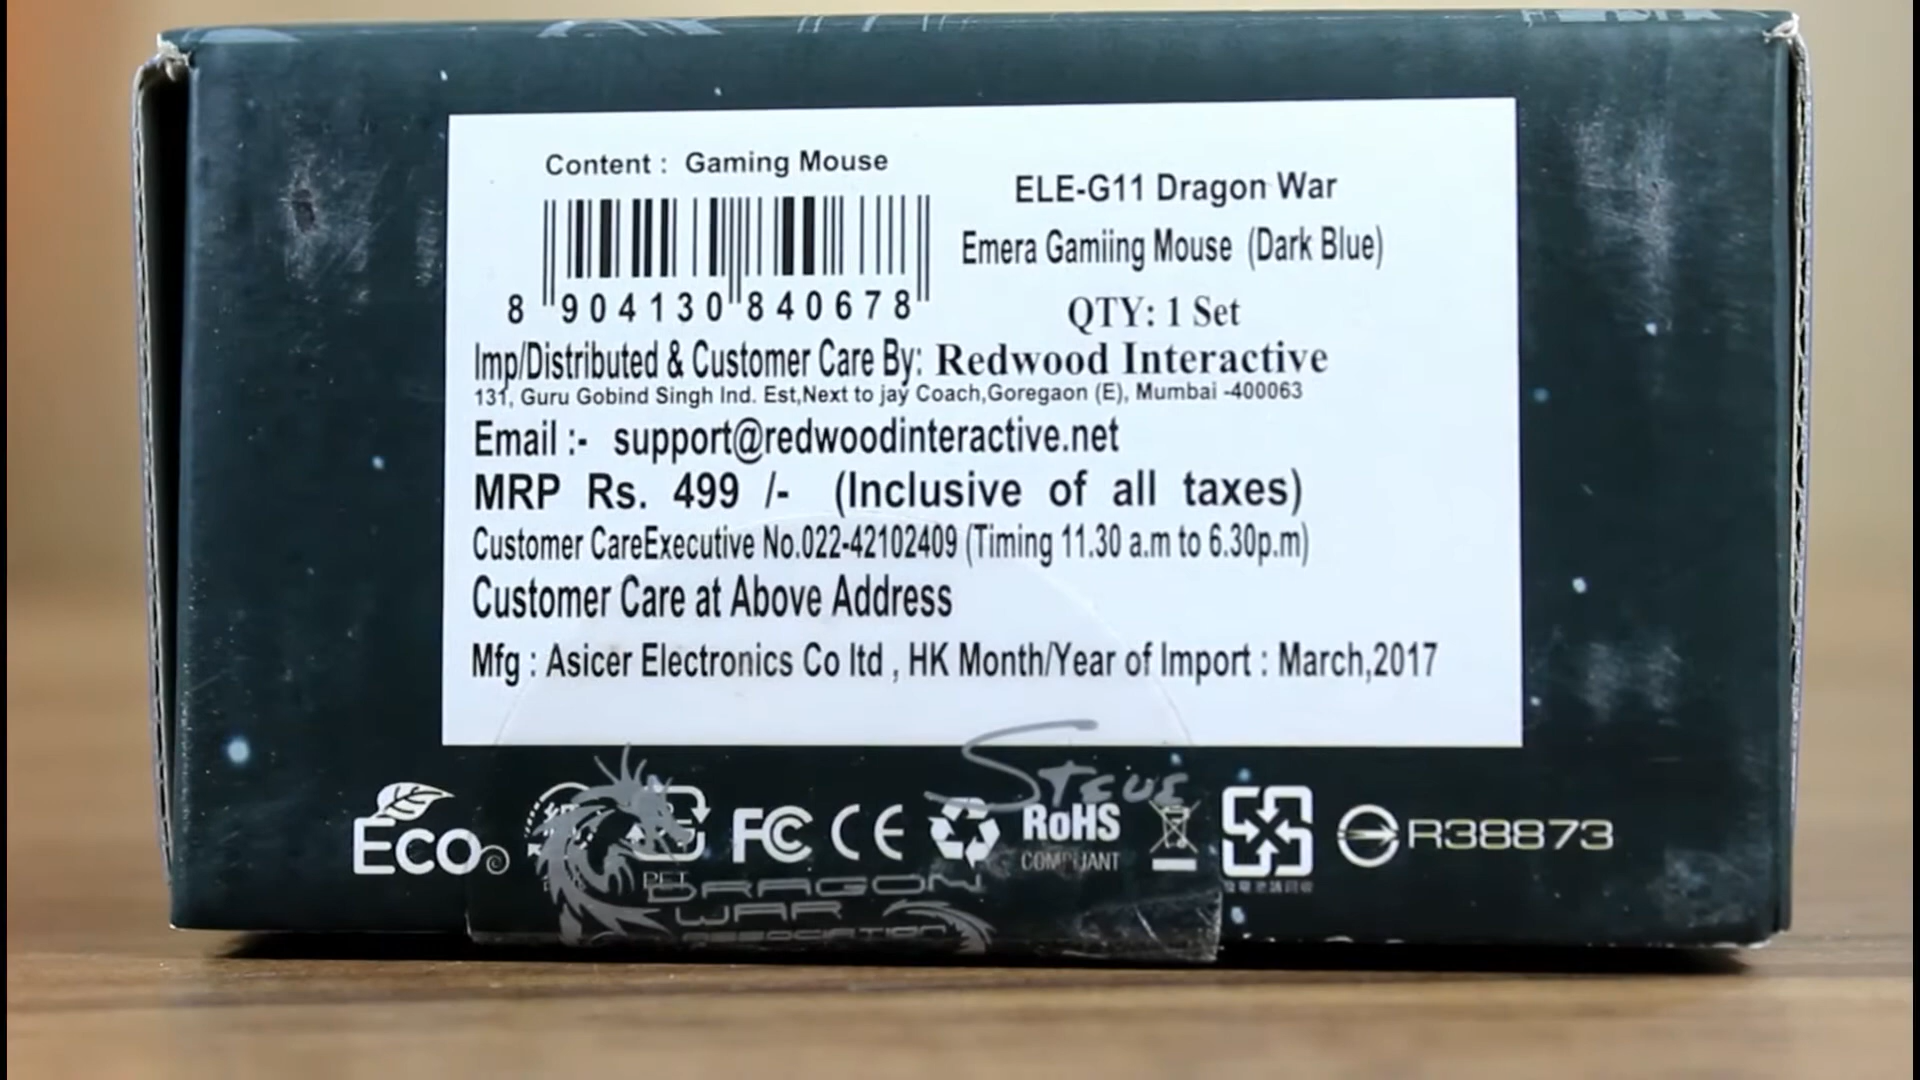 Content : Gaming Mouse
ELE-G11 Dragon War
Emera Gamiing Mouse (Dark Blue)
8 904130 840678
QTY: 1 Set
Imp/Distributed & Customer Care By: Redwood Interactive
131, Guru Gobind Singh Ind. Est,Next to jay Coach,Goregaon (E), Mumbai -400063
Email :- support@redwoodinteractive.net
MRP Rs. 499 /- (Inclusive of all taxes)
Customer CareExecutive No.022-42102409 (Timing 11.30 a.m to 6.30p.m)
Customer Care at Above Address
Mfg : Asicer Electronics Co ltd , HK Month/Year of Import : March,2017
Steve
Eco
FC CE RoHS
COMPLIANT
R38873
PET
DRAGON
WAR
ASSOCIATION